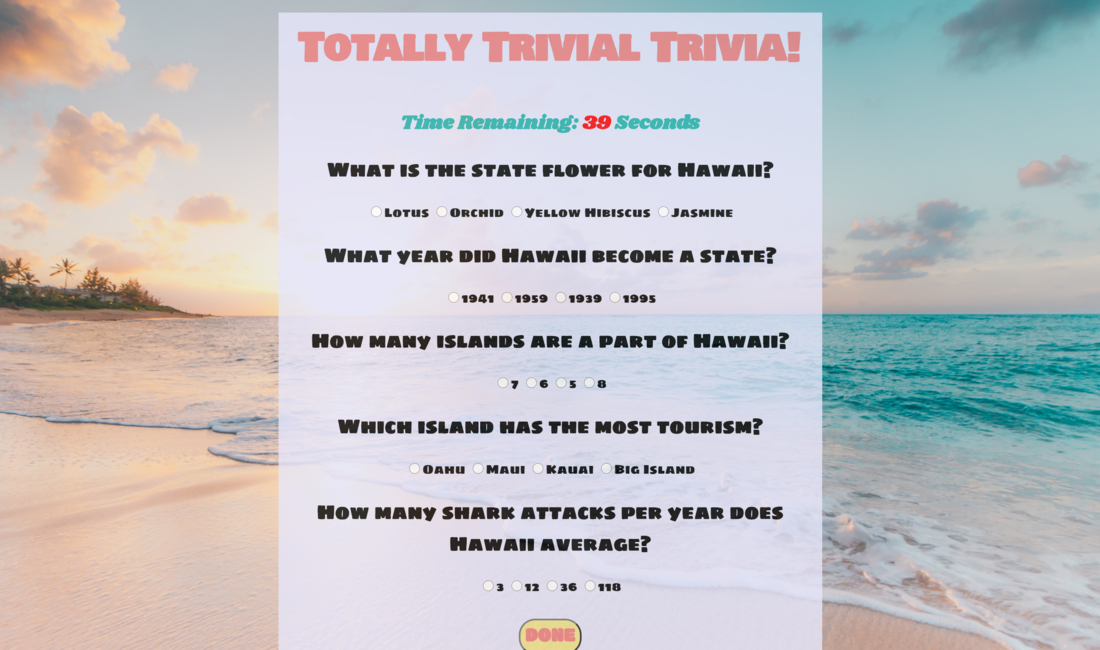 Totally Trivial Trivia!
Time Remaining: 39 Seconds
What is the state flower for Hawaii?
Lotus Orchid Yellow Hibiscus Jasmine
What year did Hawaii become a state?
1941 1959 1939 1995
How many islands are a part of Hawaii?
7 6 5 8
Which island has the most tourism?
Oahu Maui Kauai Big Island
How many shark attacks per year does
Hawaii average?
3 12 36 118
DONE